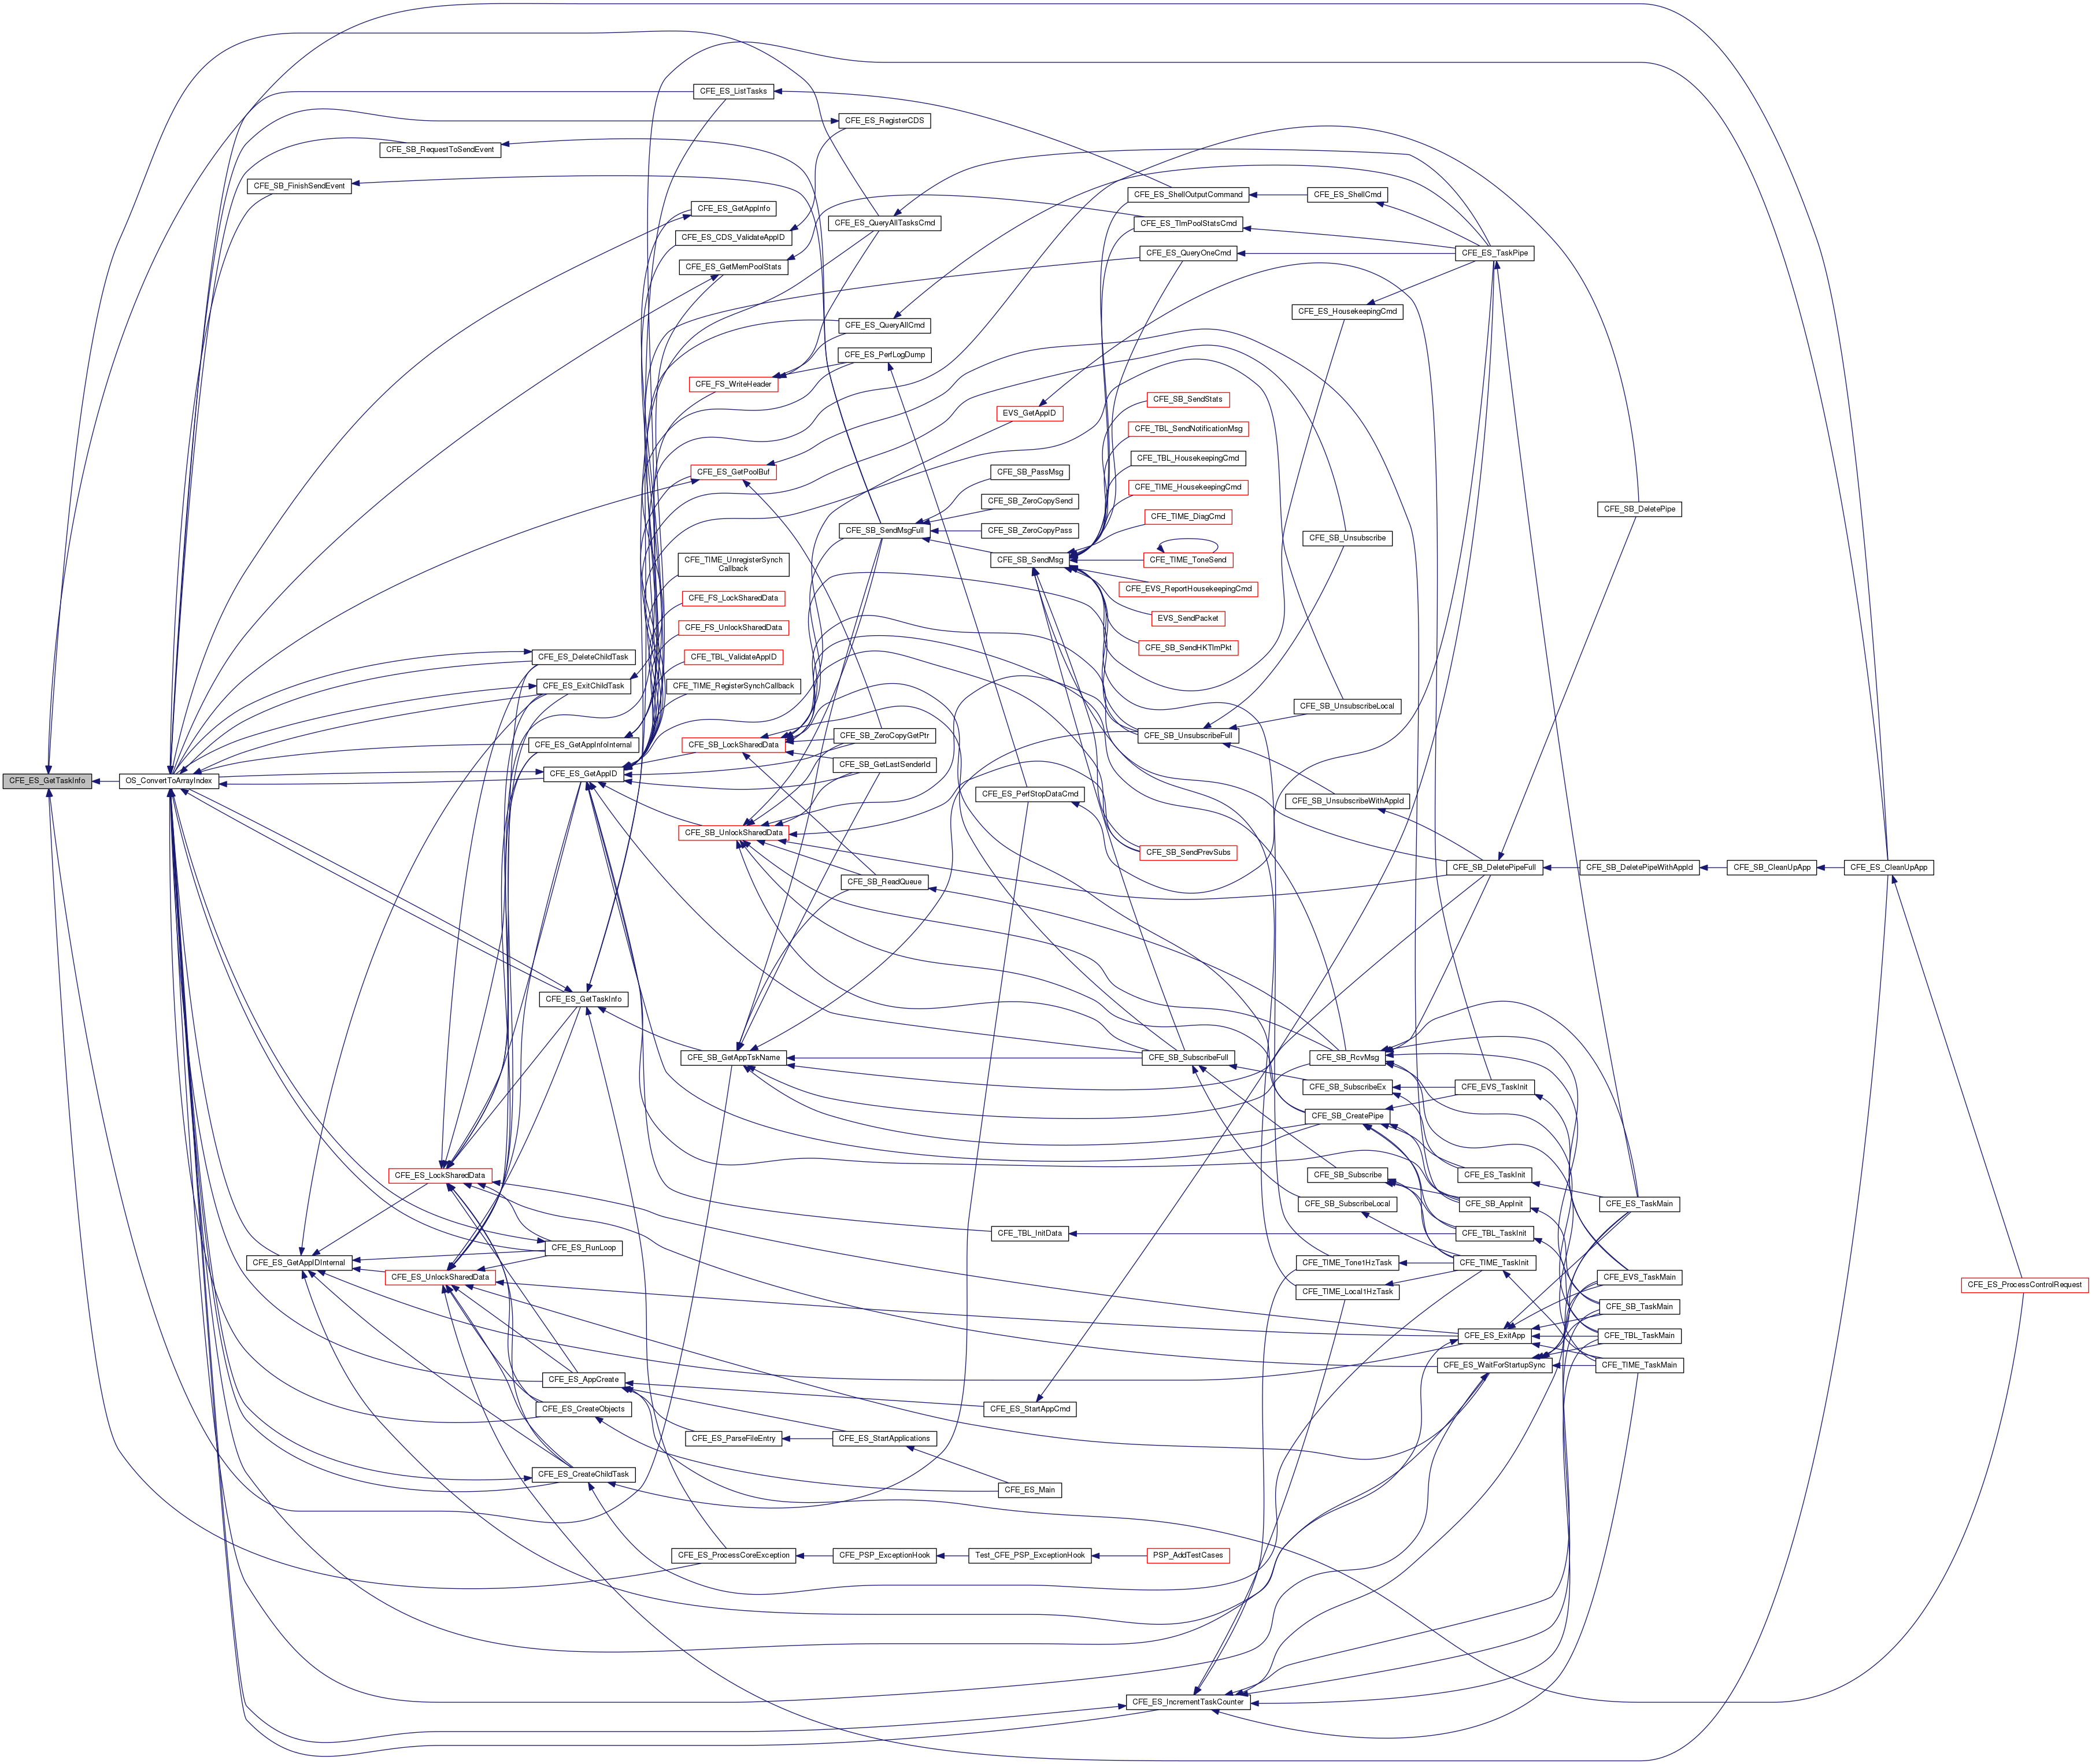 CFE_ES_GetTaskInfo
OS_ConvertToArrayIndex
CFE_SB_FinishSendEvent
CFE_ES_GetAppIDInternal
CFE_SB_RequestToSendEvent
CFE_ES_LockSharedData
CFE_ES_UnlockSharedData
CFE_ES_DeleteChildTask
CFE_ES_ExitChildTask
CFE_ES_GetAppInfoInternal
CFE_ES_GetAppID
CFE_ES_GetTaskInfo
CFE_ES_RunLoop
CFE_ES_AppCreate
CFE_ES_CreateObjects
CFE_ES_CreateChildTask
CFE_ES_ListTasks
CFE_ES_GetAppInfo
CFE_ES_CDS_ValidateAppID
CFE_ES_GetMemPoolStats
CFE_FS_WriteHeader
CFE_ES_GetPoolBuf
CFE_TIME_UnregisterSynch
Callback
CFE_FS_LockSharedData
CFE_FS_UnlockSharedData
CFE_TBL_ValidateAppID
CFE_TIME_RegisterSynchCallback
CFE_SB_LockSharedData
CFE_SB_UnlockSharedData
CFE_SB_GetAppTskName
CFE_ES_ParseFileEntry
CFE_ES_ProcessCoreException
CFE_ES_RegisterCDS
CFE_ES_QueryAllTasksCmd
CFE_ES_QueryAllCmd
CFE_ES_PerfLogDump
CFE_SB_SendMsgFull
CFE_SB_ZeroCopyGetPtr
CFE_SB_GetLastSenderId
CFE_SB_ReadQueue
CFE_ES_StartApplications
CFE_PSP_ExceptionHook
EVS_GetAppID
CFE_SB_PassMsg
CFE_SB_ZeroCopySend
CFE_SB_ZeroCopyPass
CFE_SB_SendMsg
CFE_ES_PerfStopDataCmd
CFE_TBL_InitData
CFE_ES_StartAppCmd
CFE_ES_Main
Test_CFE_PSP_ExceptionHook
CFE_ES_ShellOutputCommand
CFE_ES_TlmPoolStatsCmd
CFE_ES_QueryOneCmd
CFE_SB_SendStats
CFE_TBL_SendNotificationMsg
CFE_TBL_HousekeepingCmd
CFE_TIME_HousekeepingCmd
CFE_TIME_DiagCmd
CFE_TIME_ToneSend
CFE_EVS_ReportHousekeepingCmd
EVS_SendPacket
CFE_SB_SendHKTlmPkt
CFE_SB_UnsubscribeFull
CFE_SB_SendPrevSubs
CFE_SB_SubscribeFull
PSP_AddTestCases
CFE_ES_IncrementTaskCounter
CFE_ES_ShellCmd
CFE_ES_HousekeepingCmd
CFE_SB_Unsubscribe
CFE_SB_UnsubscribeLocal
CFE_SB_UnsubscribeWithAppId
CFE_SB_RcvMsg
CFE_SB_SubscribeEx
CFE_SB_CreatePipe
CFE_SB_Subscribe
CFE_SB_SubscribeLocal
CFE_TIME_Tone1HzTask
CFE_TIME_Local1HzTask
CFE_ES_TaskPipe
CFE_SB_DeletePipeFull
CFE_EVS_TaskInit
CFE_ES_TaskInit
CFE_SB_AppInit
CFE_TBL_TaskInit
CFE_TIME_TaskInit
CFE_ES_ExitApp
CFE_ES_WaitForStartupSync
CFE_SB_DeletePipe
CFE_SB_DeletePipeWithAppId
CFE_ES_TaskMain
CFE_EVS_TaskMain
CFE_SB_TaskMain
CFE_TBL_TaskMain
CFE_TIME_TaskMain
CFE_SB_CleanUpApp
CFE_ES_CleanUpApp
CFE_ES_ProcessControlRequest